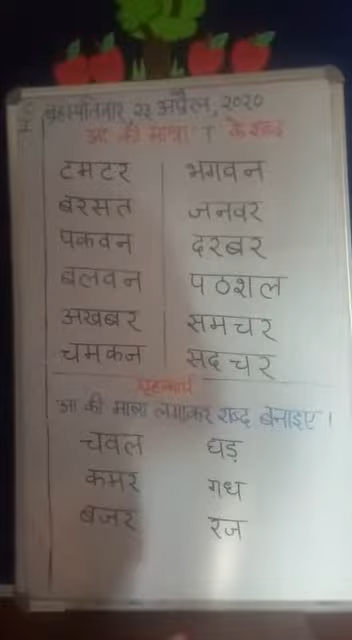 बृहस्पतिवार, २३ अप्रैल, २०२०
आ की मात्रा 'ा' के शब्द
टमटर भगवन
बरसत जनवर
पकवन दरबर
बलवन पठशल
अखबर समचर
चमकन सदचर
गृहकार्य
आ की मात्रा लगाकर शब्द बनाइए।
चवल घड़
कमर गध
बजर रज